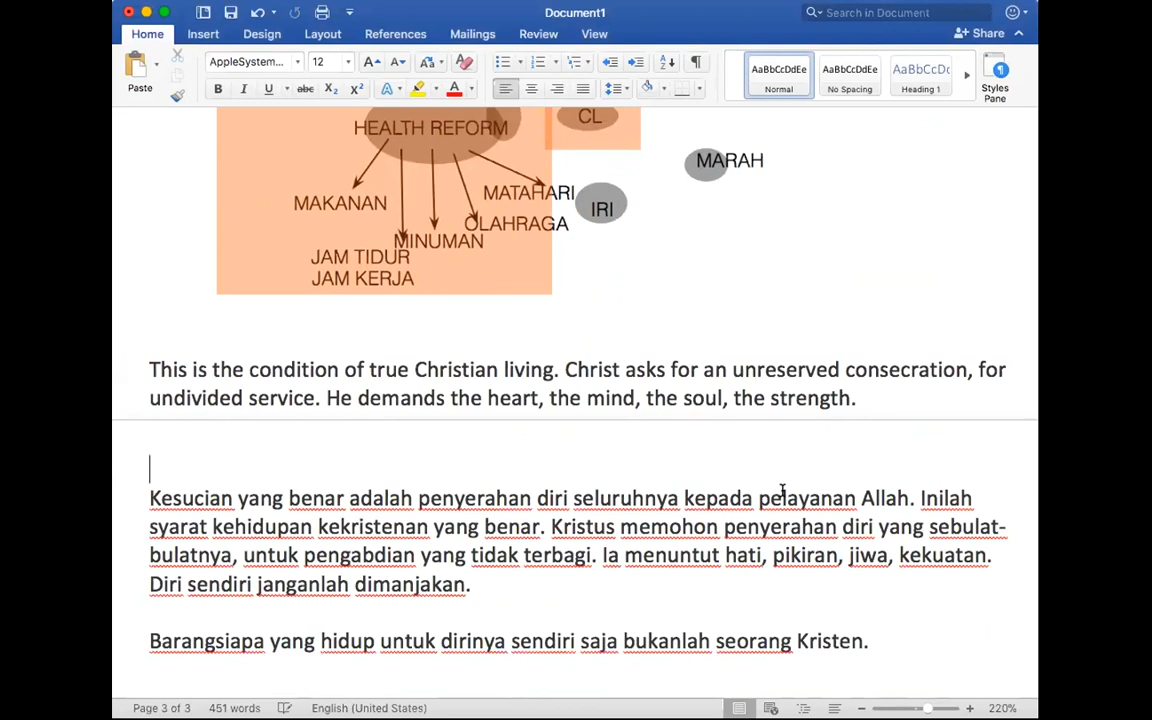 Document1
Search in Document
Home Insert Design Layout References Mailings Review View
Share
Paste
AppleSystem... 12
AaBbCcDdEe AaBbCcDdEe AaBbCcDc
Normal No Spacing Heading 1
Styles Pane
HEALTH REFORM
CL
MARAH
MAKANAN
MATAHARI
IRI
OLAHRAGA
MINUMAN
JAM TIDUR
JAM KERJA
This is the condition of true Christian living. Christ asks for an unreserved consecration, for
undivided service. He demands the heart, the mind, the soul, the strength.
Kesucian yang benar adalah penyerahan diri seluruhnya kepada pelayanan Allah. Inilah
syarat kehidupan kekristenan yang benar. Kristus memohon penyerahan diri yang sebulat-
bulatnya, untuk pengabdian yang tidak terbagi. Ia menuntut hati, pikiran, jiwa, kekuatan.
Diri sendiri janganlah dimanjakan.
Barangsiapa yang hidup untuk dirinya sendiri saja bukanlah seorang Kristen.
Page 3 of 3 451 words English (United States) 220%